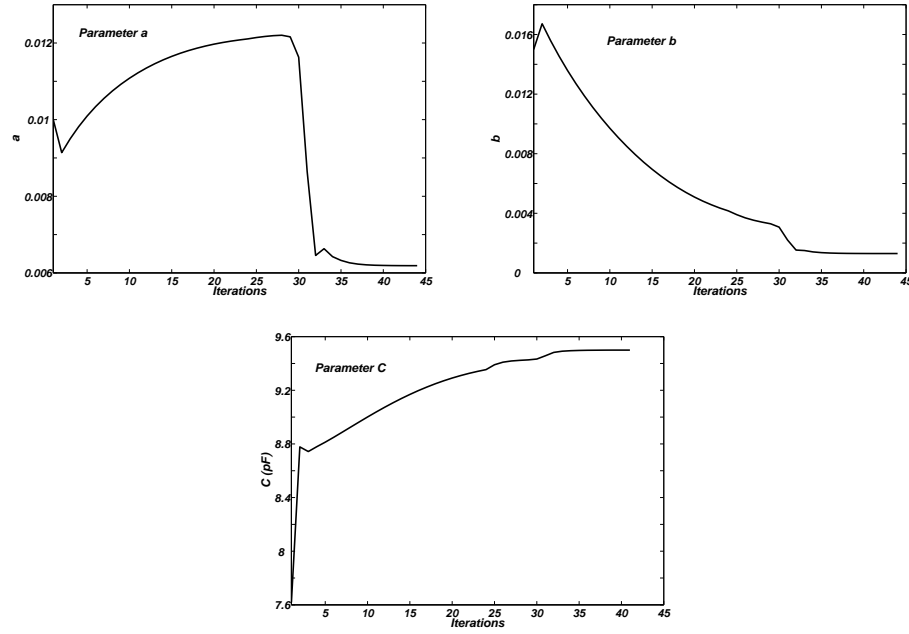 Parameter a
0.012
0.01
0.008
0.006
a
5 10 15 20 25 30 35 40 45
Iterations
Parameter b
0.016
0.012
0.008
0.004
0
b
5 10 15 20 25 30 35 40 45
Iterations
Parameter C
9.6
9.2
8.8
8.4
8
7.6
C (pF)
5 10 15 20 25 30 35 40 45
Iterations